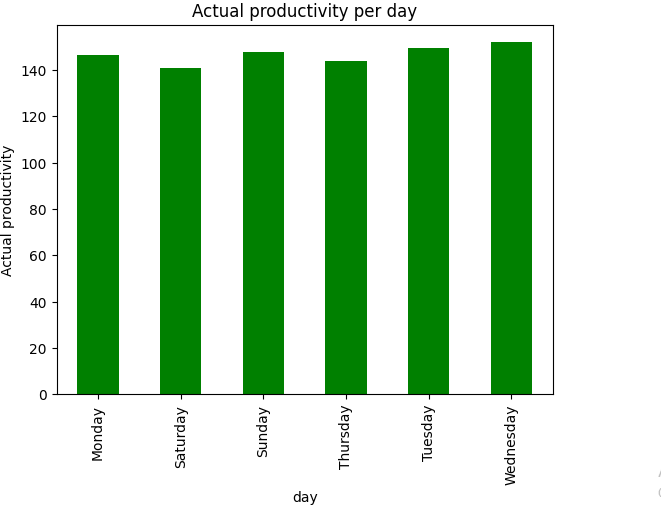 Actual productivity per day
Actual productivity
140
120
100
80
60
40
20
0
Monday
Saturday
Sunday
Thursday
Tuesday
Wednesday
day